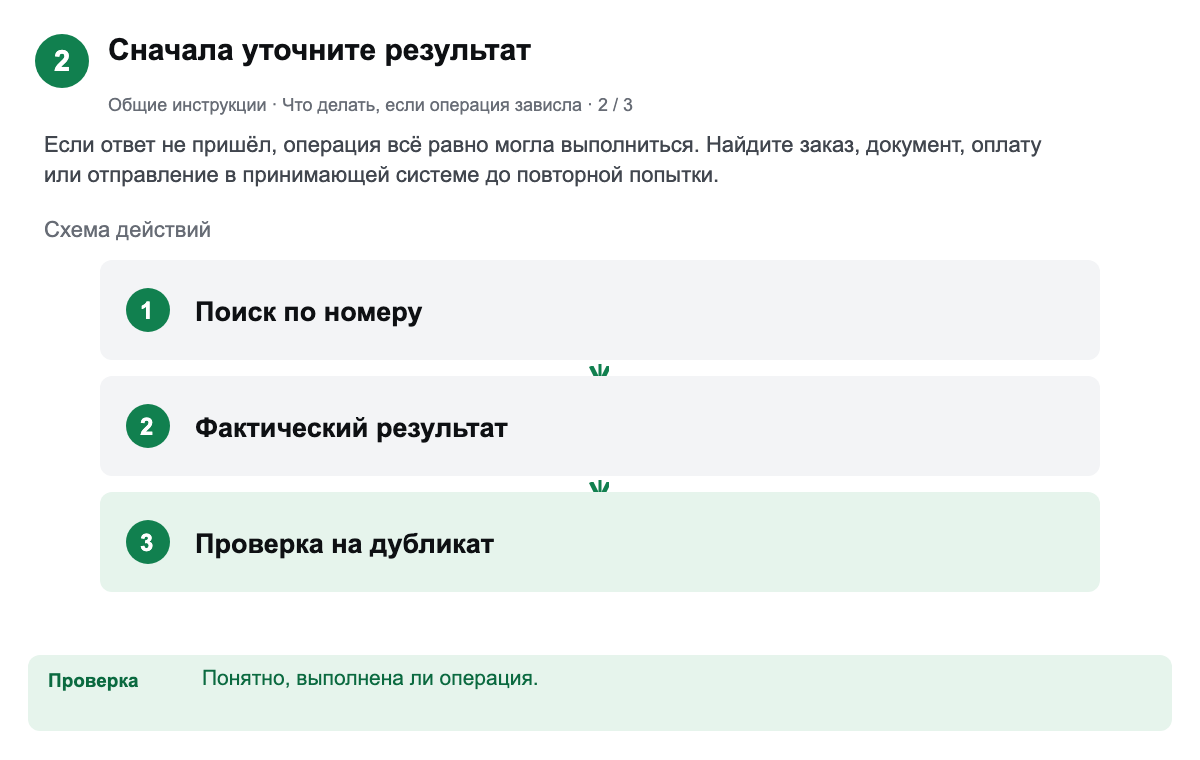 2
Сначала уточните результат
Общие инструкции · Что делать, если операция зависла · 2 / 3
Если ответ не пришёл, операция всё равно могла выполниться. Найдите заказ, документ, оплату
или отправление в принимающей системе до повторной попытки.
Схема действий
1 Поиск по номеру
2 Фактический результат
3 Проверка на дубликат
Проверка Понятно, выполнена ли операция.